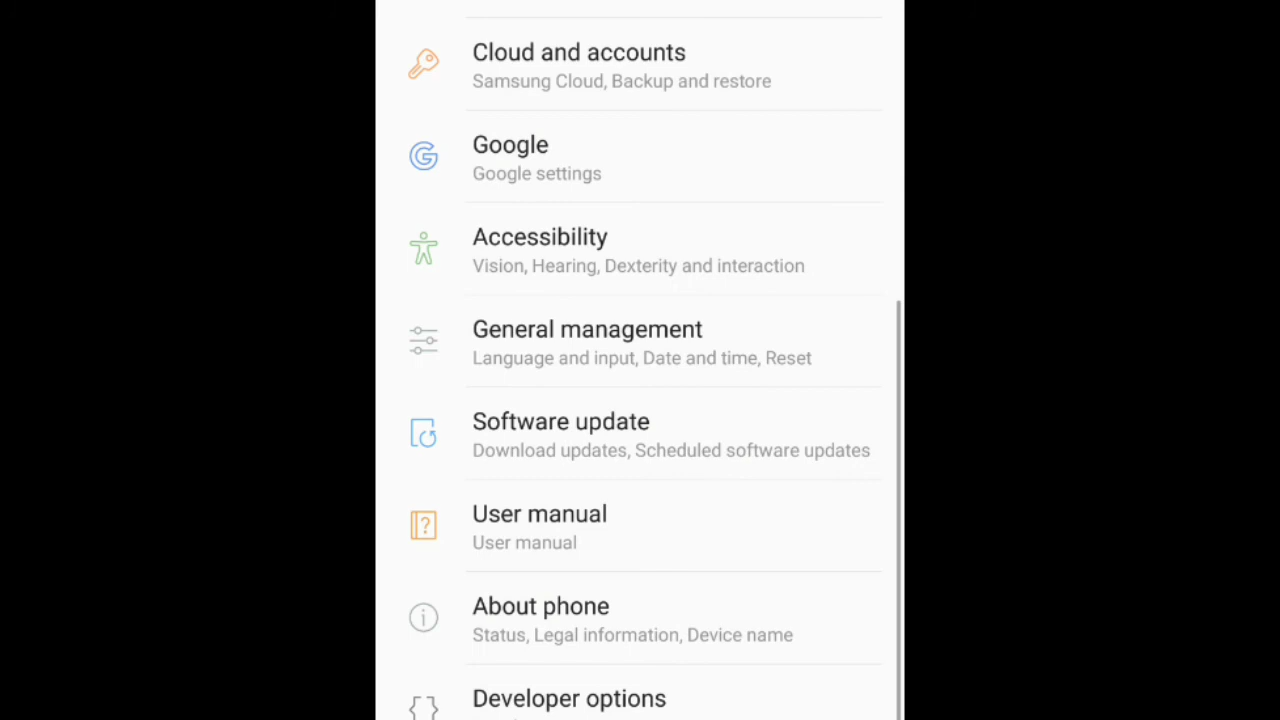 Cloud and accounts
Samsung Cloud, Backup and restore
Google
Google settings
Accessibility
Vision, Hearing, Dexterity and interaction
General management
Language and input, Date and time, Reset
Software update
Download updates, Scheduled software updates
User manual
User manual
About phone
Status, Legal information, Device name
Developer options